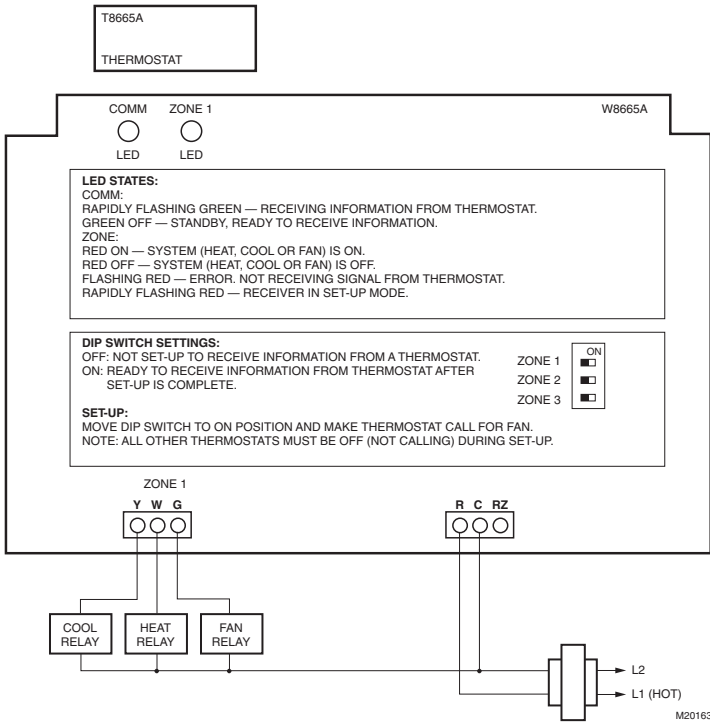 T8665A
THERMOSTAT
COMM ZONE 1
W8665A
LED LED
LED STATES:
COMM:
RAPIDLY FLASHING GREEN — RECEIVING INFORMATION FROM THERMOSTAT.
GREEN OFF — STANDBY, READY TO RECEIVE INFORMATION.
ZONE:
RED ON — SYSTEM (HEAT, COOL OR FAN) IS ON.
RED OFF — SYSTEM (HEAT, COOL OR FAN) IS OFF.
FLASHING RED — ERROR. NOT RECEIVING SIGNAL FROM THERMOSTAT.
RAPIDLY FLASHING RED — RECEIVER IN SET-UP MODE.
DIP SWITCH SETTINGS:
OFF: NOT SET-UP TO RECEIVE INFORMATION FROM A THERMOSTAT.
ON: READY TO RECEIVE INFORMATION FROM THERMOSTAT AFTER
SET-UP IS COMPLETE.
ON
ZONE 1
ZONE 2
ZONE 3
SET-UP:
MOVE DIP SWITCH TO ON POSITION AND MAKE THERMOSTAT CALL FOR FAN.
NOTE: ALL OTHER THERMOSTATS MUST BE OFF (NOT CALLING) DURING SET-UP.
ZONE 1
Y W G
R C RZ
COOL
RELAY
HEAT
RELAY
FAN
RELAY
L2
L1 (HOT)
M20163